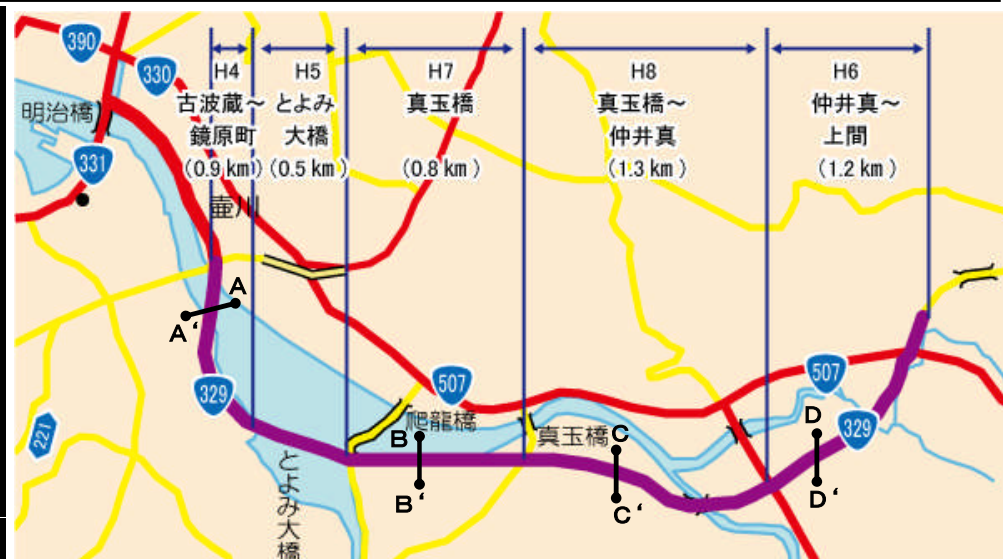 390
330
明治橋
331
H4
古波蔵~
鏡原町
(0.9 km)
H5
とよみ
大橋
(0.5 km)
H7
真玉橋
(0.8 km)
H8
真玉橋~
仲井真
(1.3 km)
H6
仲井真~
上間
(1.2 km)
壺川
A
A'
329
221
とよみ大橋
507
爬龍橋
B
B'
真玉橋
C
C'
507
329
D
D'